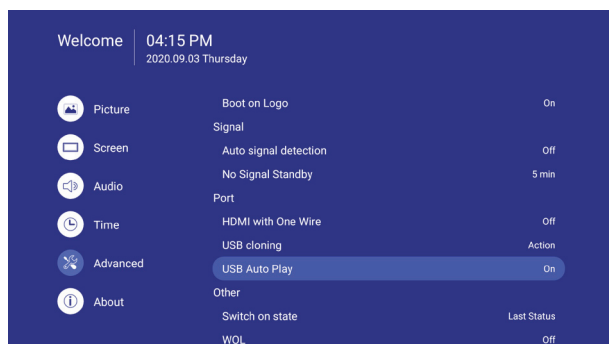 Welcome
04:15 PM
2020.09.03 Thursday
Picture
Screen
Audio
Time
Advanced
About
Boot on Logo On
Signal
Auto signal detection Off
No Signal Standby 5 min
Port
HDMI with One Wire Off
USB cloning Action
USB Auto Play On
Other
Switch on state Last Status
WOL Off